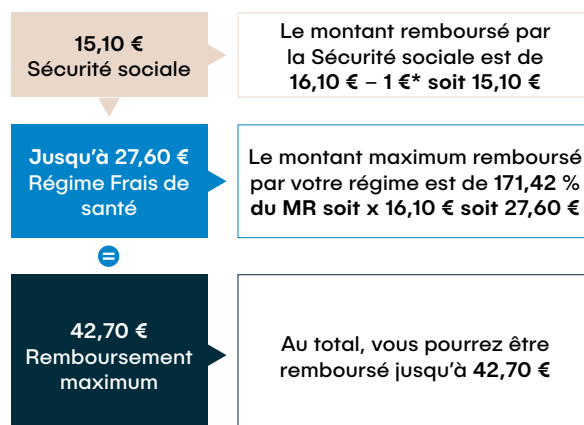 15,10 €
Sécurité sociale
Le montant remboursé par
la Sécurité sociale est de
16,10 € – 1 €* soit 15,10 €
Jusqu'à 27,60 €
Régime Frais de
santé
Le montant maximum remboursé
par votre régime est de 171,42 %
du MR soit x 16,10 € soit 27,60 €
=
42,70 €
Remboursement
maximum
Au total, vous pourrez être
remboursé jusqu'à 42,70 €